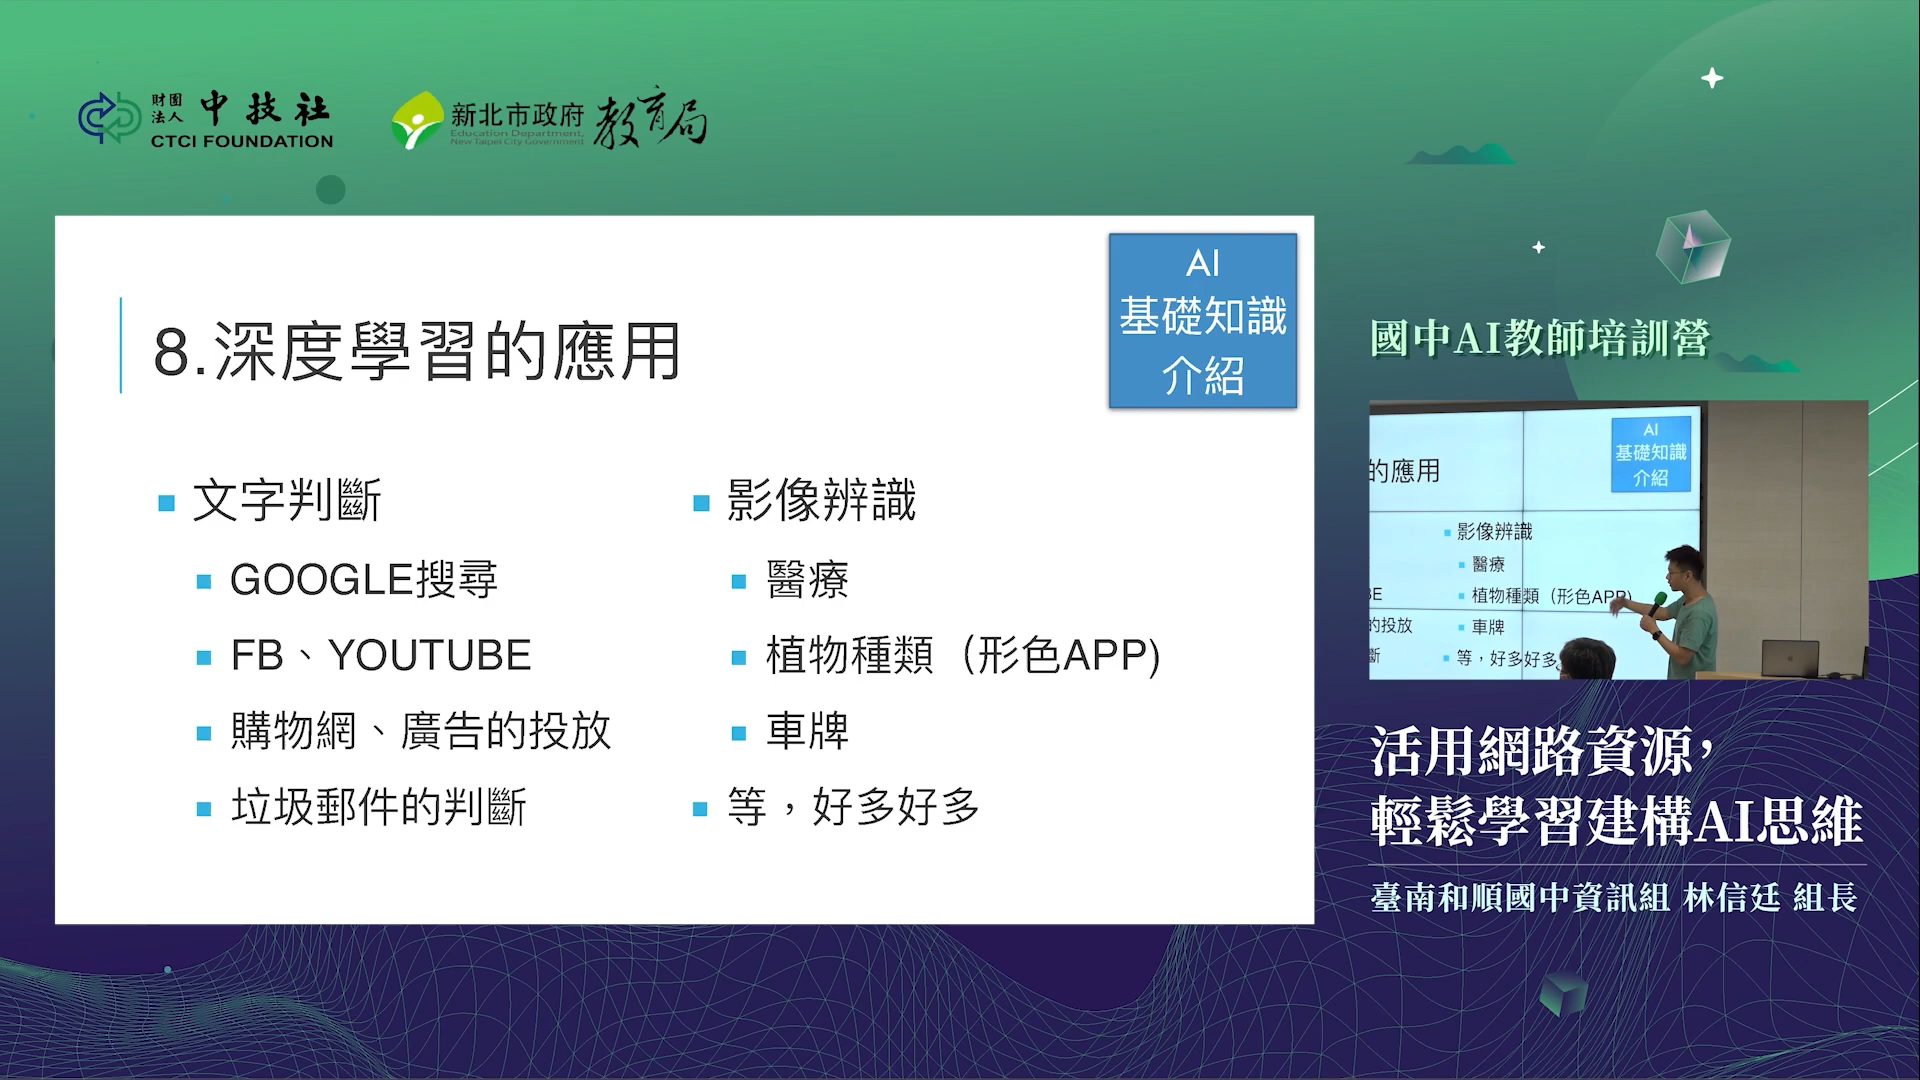 財團
法人
中技社
CTCI FOUNDATION
新北市政府
教育局
Education Department,
New Taipei City Government
AI
基礎知識
介紹
8.深度學習的應用
文字判斷
GOOGLE搜尋
FB、YOUTUBE
購物網、廣告的投放
垃圾郵件的判斷
影像辨識
醫療
植物種類（形色APP)
車牌
等，好多好多
國中AI教師培訓營
的應用
AI
基礎知識
介紹
影像辨識
醫療
BE
植物種類（形色APP)
的投放
車牌
斷
等，好多好多
活用網路資源，
輕鬆學習建構AI思維
臺南和順國中資訊組 林信廷 組長